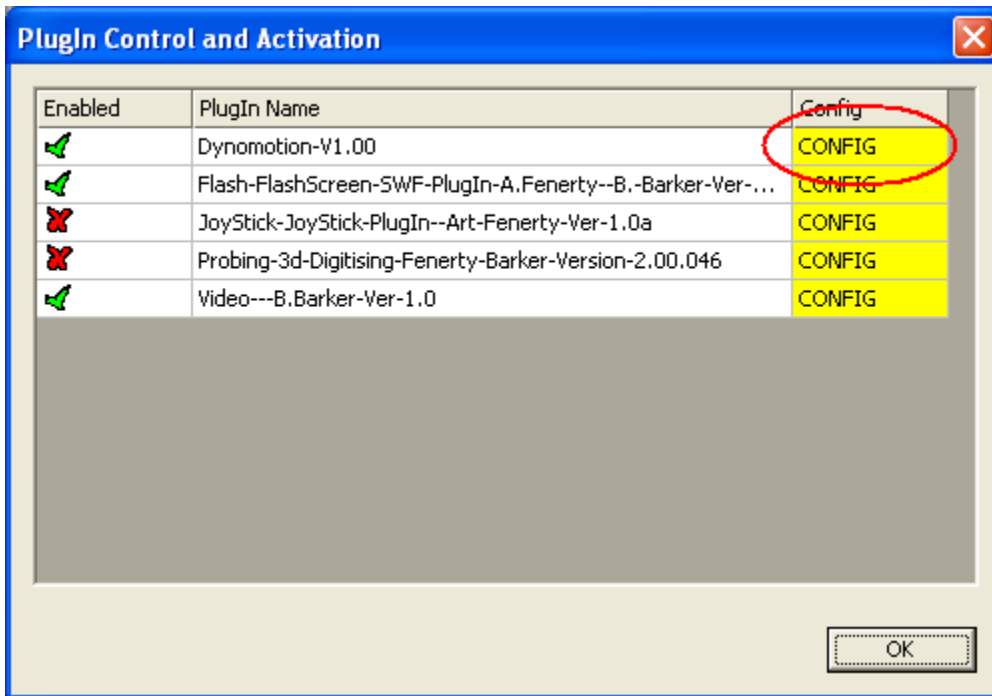 PlugIn Control and Activation
Enabled PlugIn Name Config
Dynomotion-V1.00 CONFIG
Flash-FlashScreen-SWF-PlugIn-A.Fenerty--B.-Barker-Ver-... CONFIG
JoyStick-JoyStick-PlugIn--Art-Fenerty-Ver-1.0a CONFIG
Probing-3d-Digitising-Fenerty-Barker-Version-2.00.046 CONFIG
Video---B.Barker-Ver-1.0 CONFIG
OK